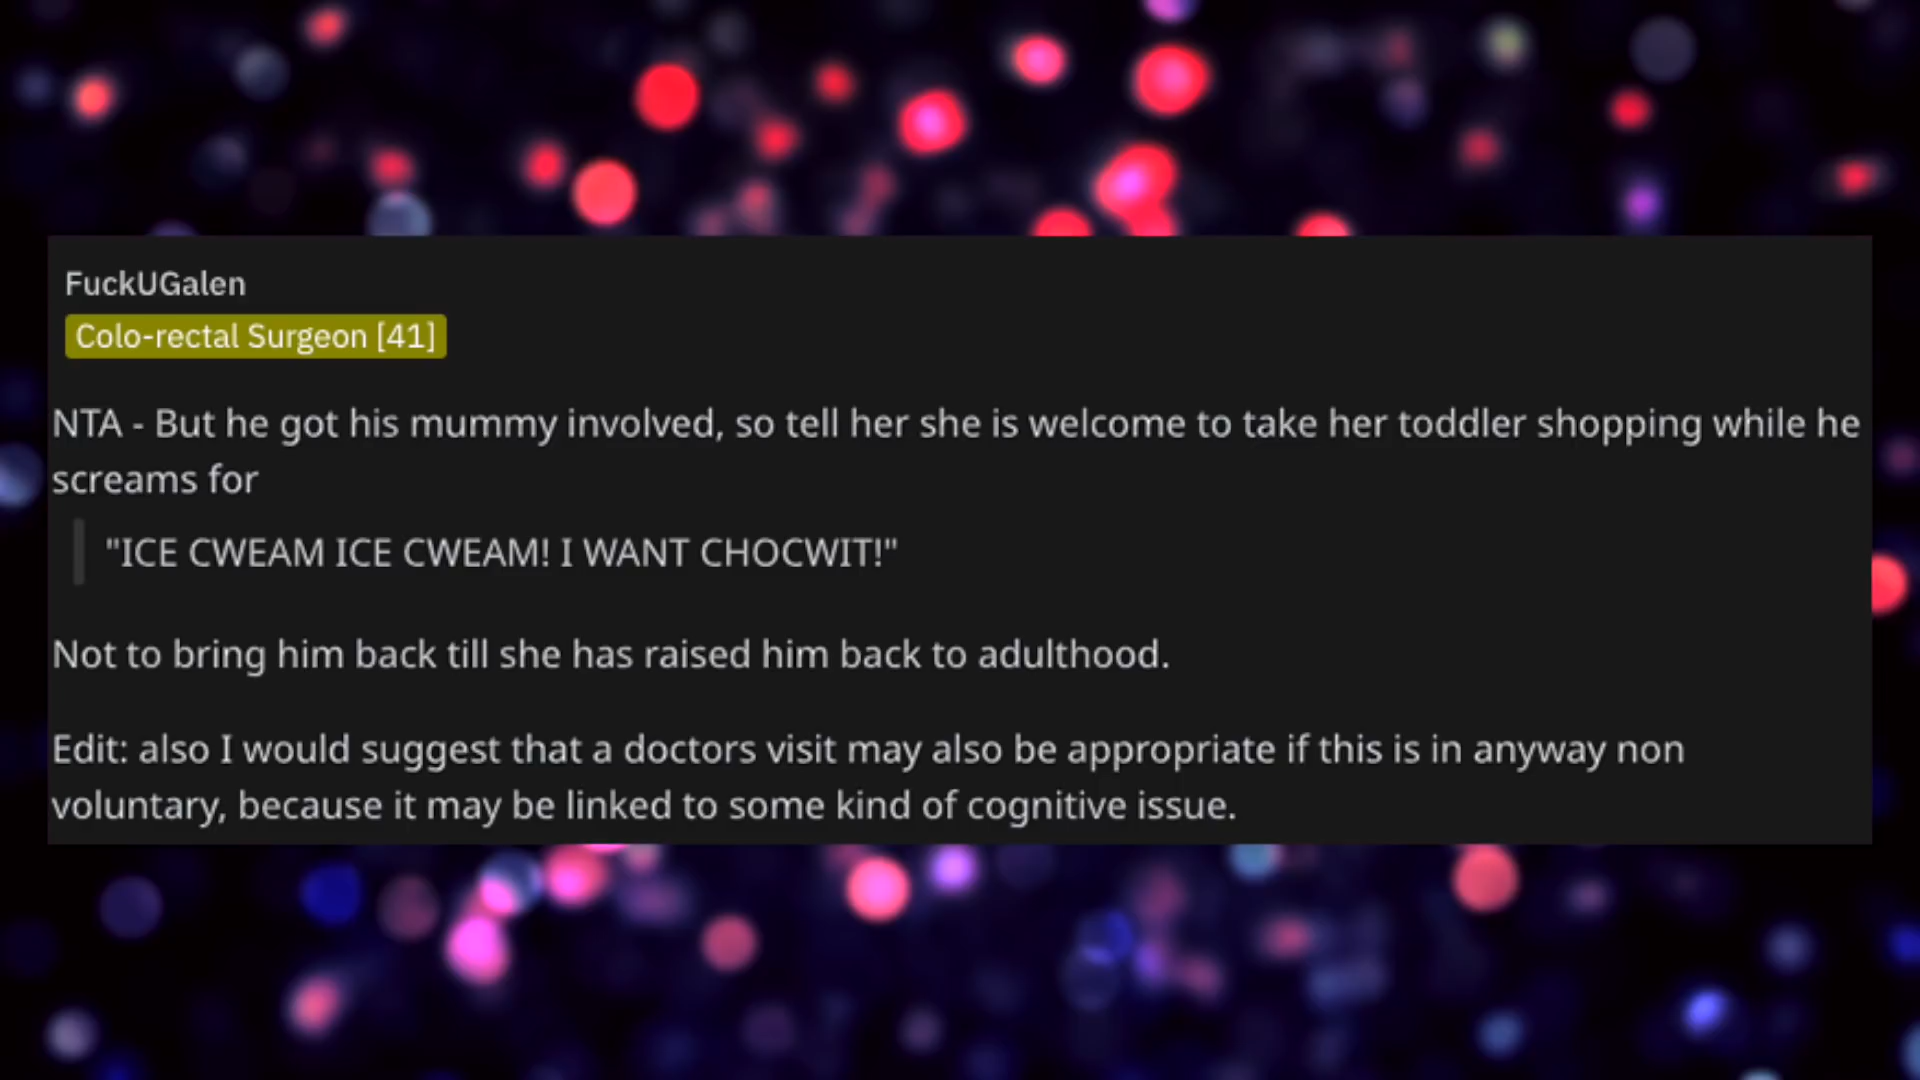 FuckUGalen
Colo-rectal Surgeon [41]
NTA - But he got his mummy involved, so tell her she is welcome to take her toddler shopping while he
screams for
"ICE CWEAM ICE CWEAM! I WANT CHOCWIT!"
Not to bring him back till she has raised him back to adulthood.
Edit: also I would suggest that a doctors visit may also be appropriate if this is in anyway non
voluntary, because it may be linked to some kind of cognitive issue.